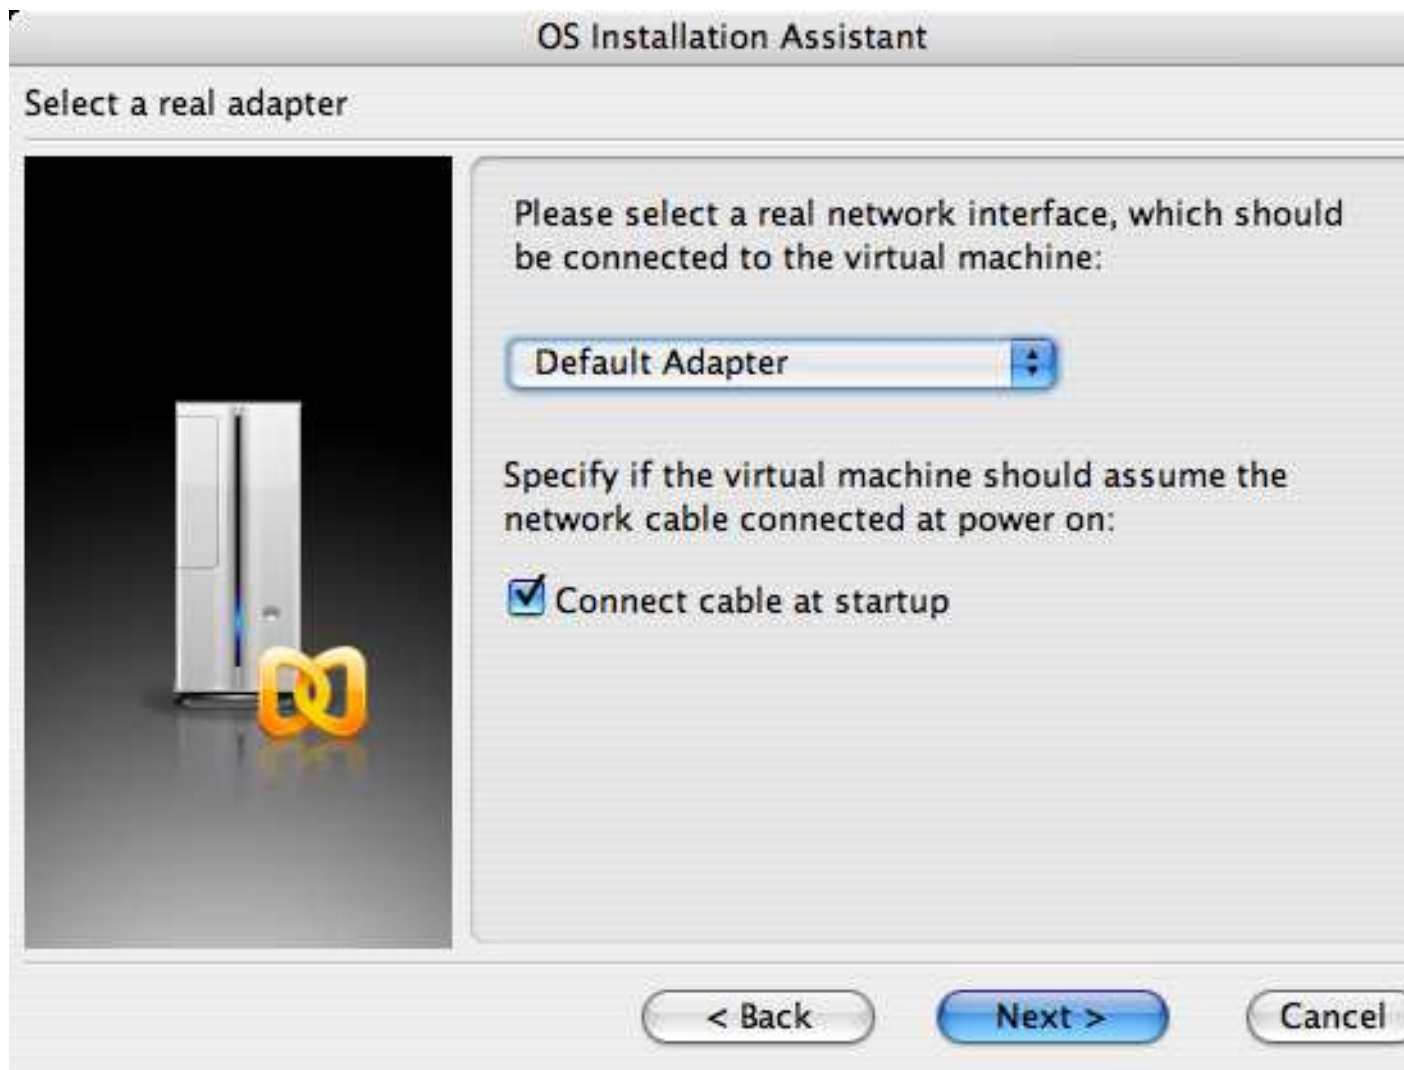 OS Installation Assistant
Select a real adapter
Please select a real network interface, which should
be connected to the virtual machine:
Default Adapter
Specify if the virtual machine should assume the
network cable connected at power on:
Connect cable at startup
< Back
Next >
Cancel